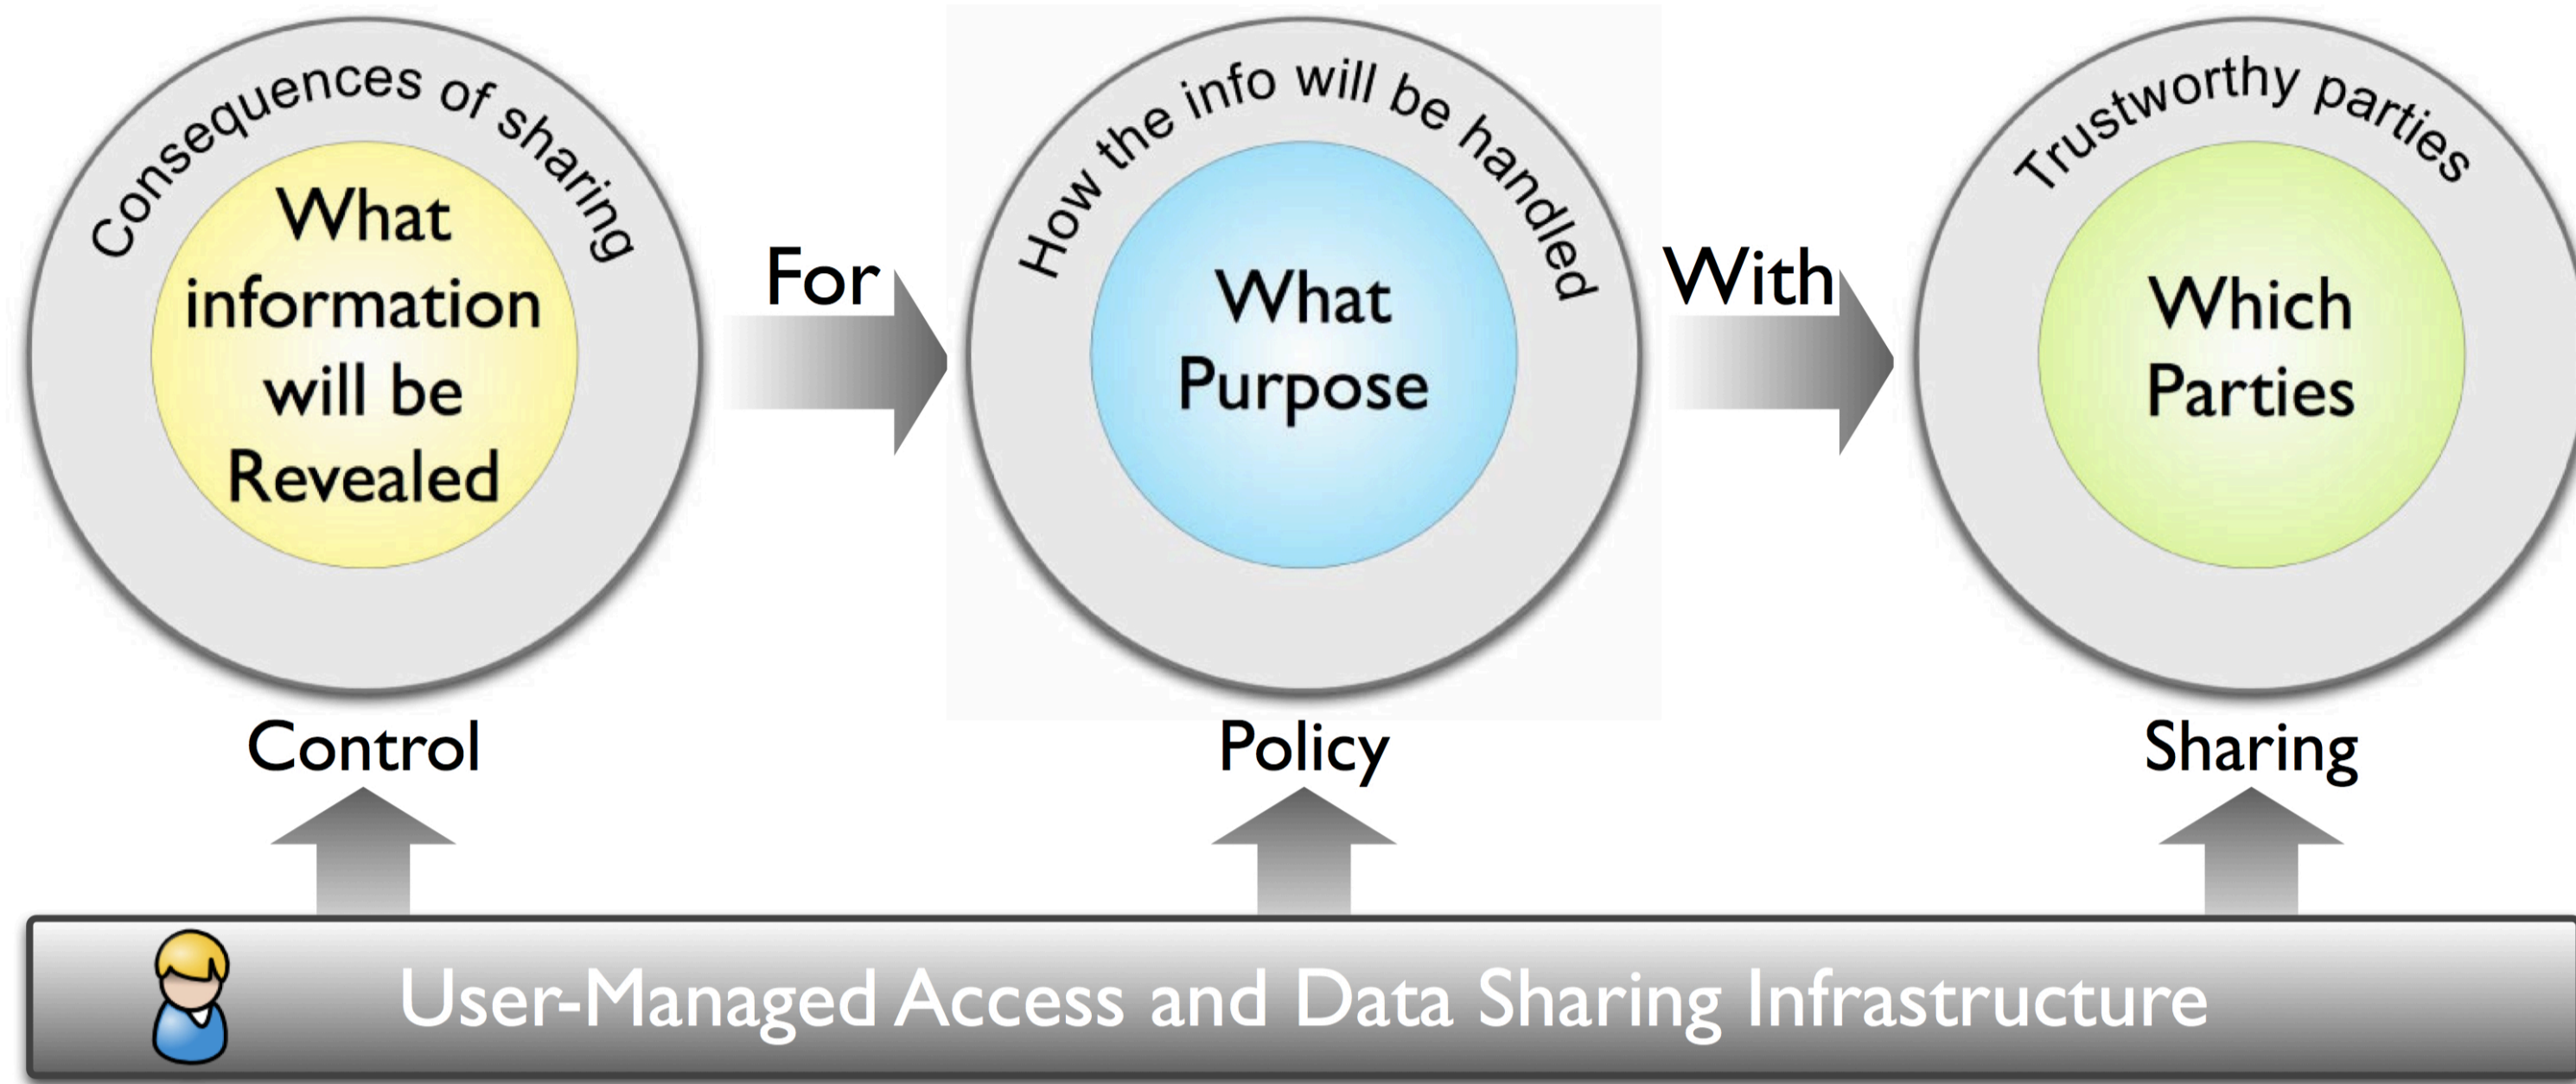 Consequences of sharing
What
information
will be
Revealed
For
How the info will be handled
What
Purpose
With
Trustworthy parties
Which
Parties
Control
Policy
Sharing
User-Managed Access and Data Sharing Infrastructure